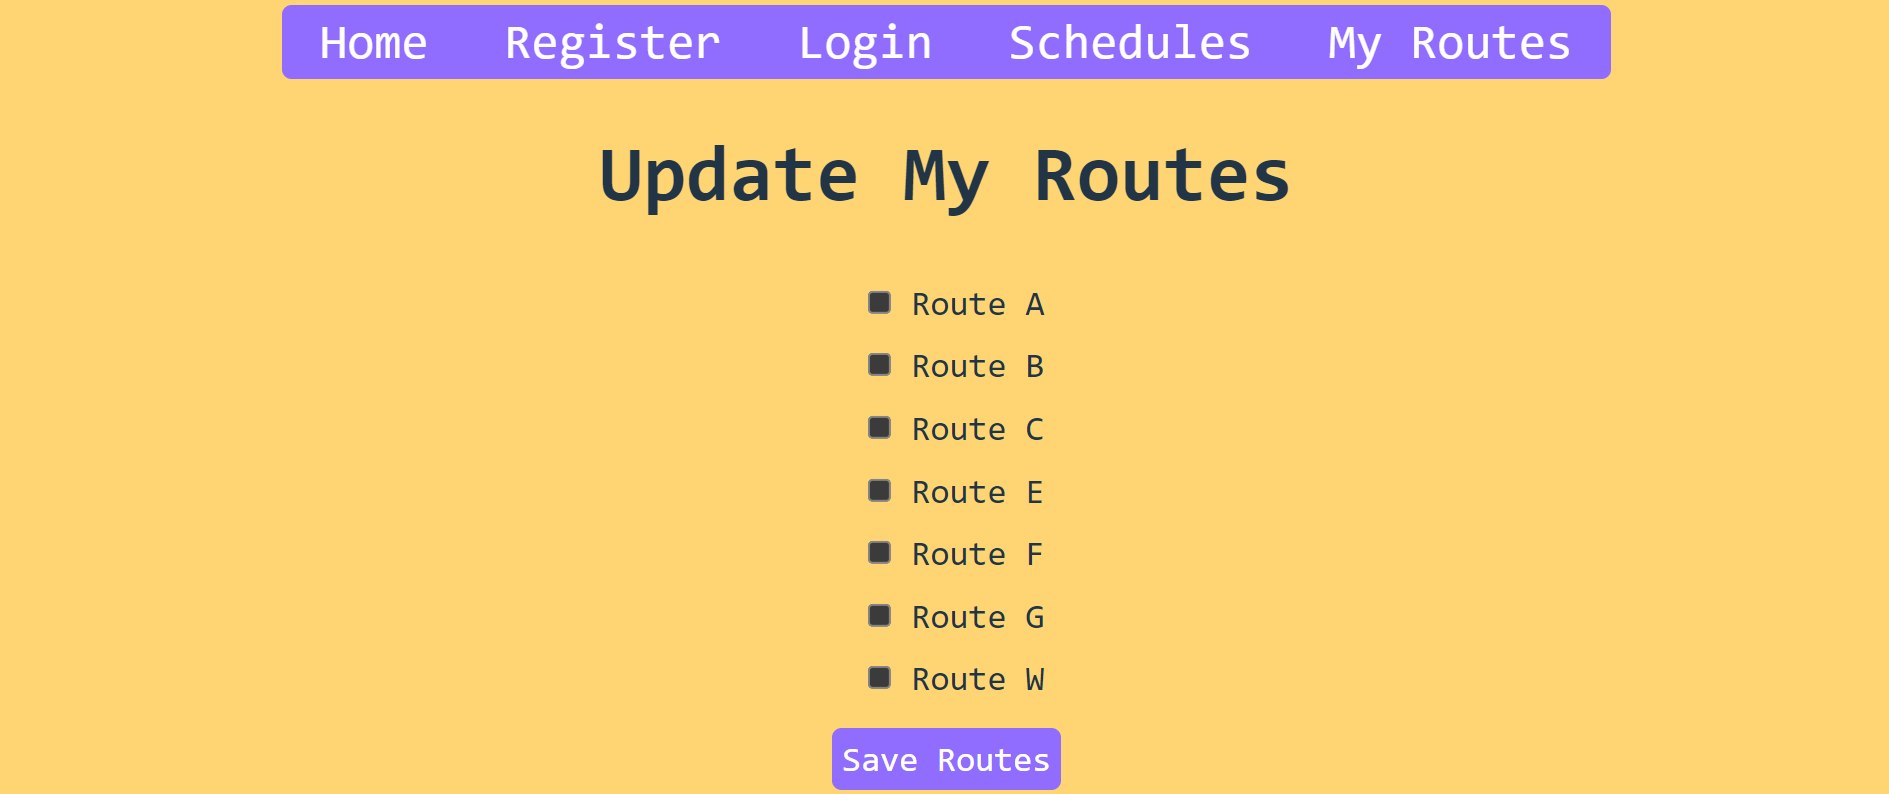 Home Register Login Schedules My Routes
Update My Routes
Route A
Route B
Route C
Route E
Route F
Route G
Route W
Save Routes